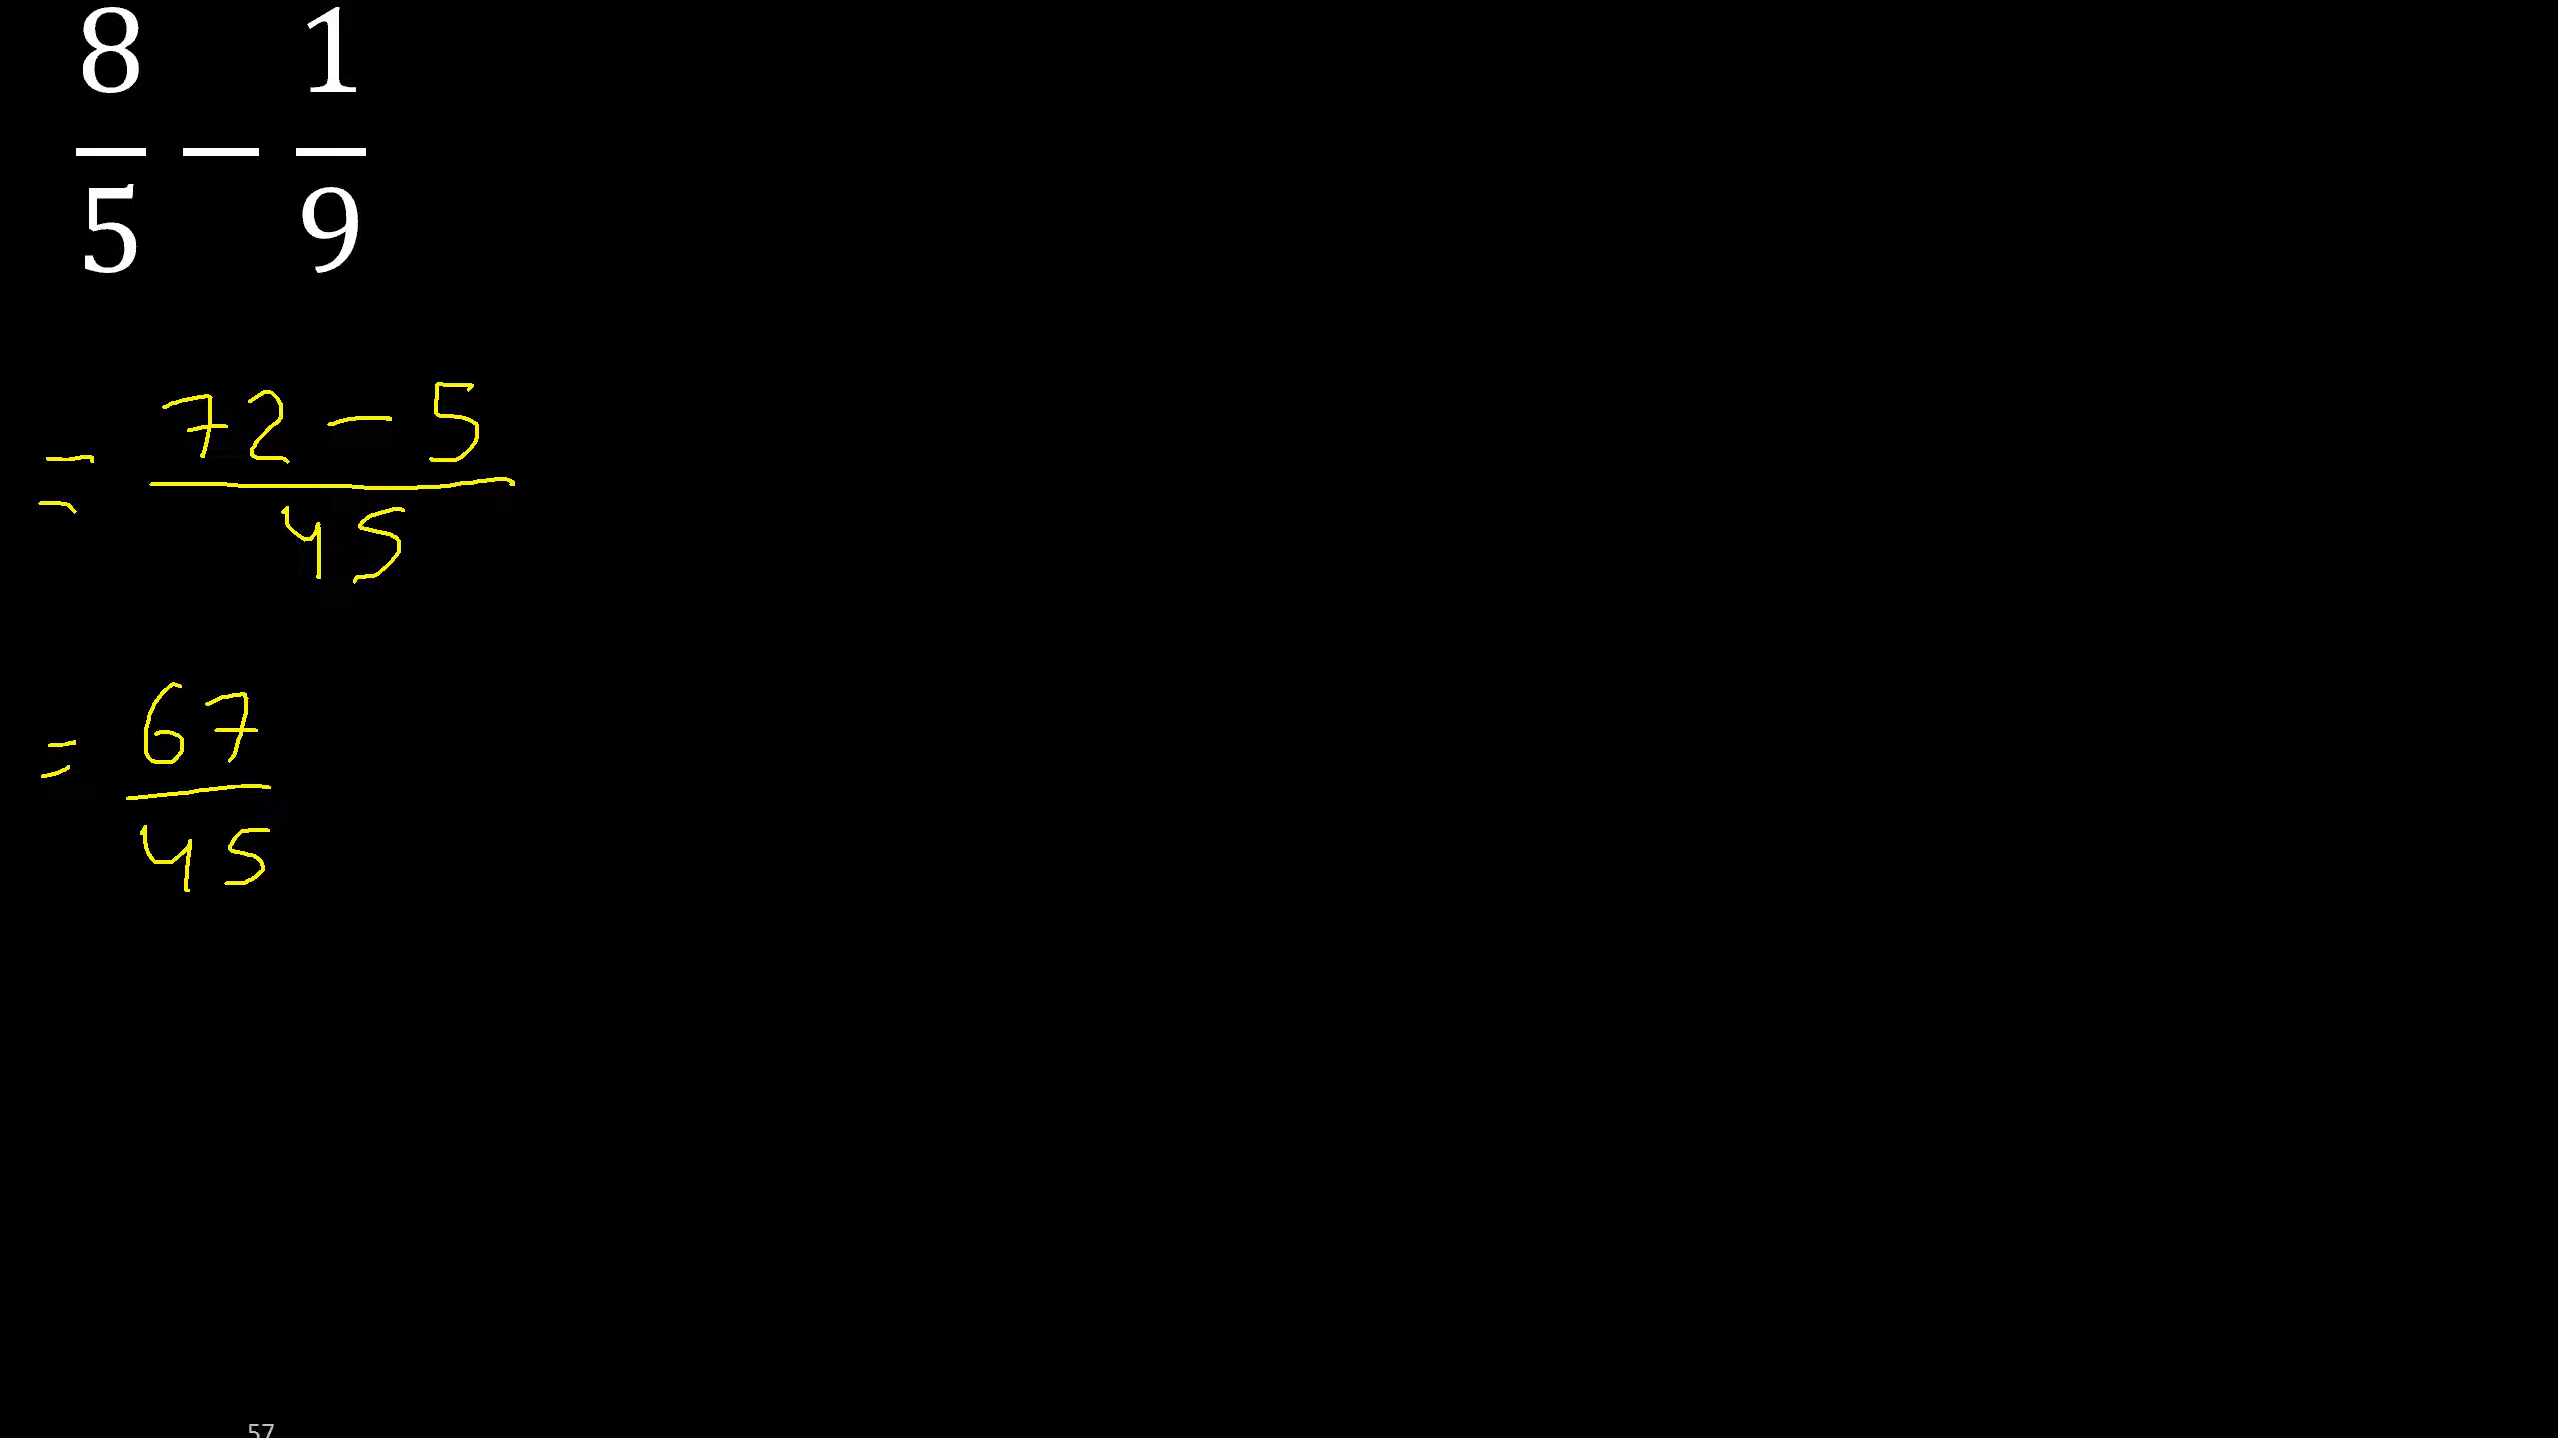 8/5 − 1/9
= (72 − 5)/45
= 67/45
57